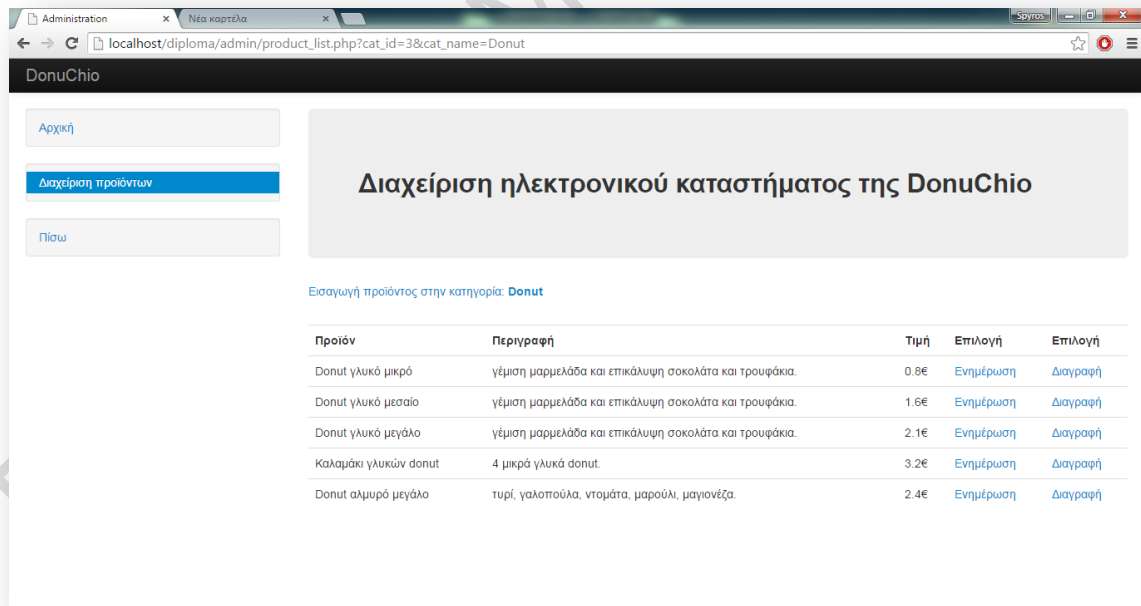 Administration
Νέα καρτέλα
Spyros
localhost/diploma/admin/product_list.php?cat_id=3&cat_name=Donut
DonuChio
Αρχική
Διαχείριση προϊόντων
Πίσω
Διαχείριση ηλεκτρονικού καταστήματος της DonuChio
Εισαγωγή προϊόντος στην κατηγορία: Donut
Προϊόν Περιγραφή Τιμή Επιλογή Επιλογή
Donut γλυκό μικρό γέμιση μαρμελάδα και επικάλυψη σοκολάτα και τρουφάκια. 0.8€ Ενημέρωση Διαγραφή
Donut γλυκό μεσαίο γέμιση μαρμελάδα και επικάλυψη σοκολάτα και τρουφάκια. 1.6€ Ενημέρωση Διαγραφή
Donut γλυκό μεγάλο γέμιση μαρμελάδα και επικάλυψη σοκολάτα και τρουφάκια. 2.1€ Ενημέρωση Διαγραφή
Καλαμάκι γλυκών donut 4 μικρά γλυκά donut. 3.2€ Ενημέρωση Διαγραφή
Donut αλμυρό μεγάλο τυρί, γαλοπούλα, ντομάτα, μαρούλι, μαγιονέζα. 2.4€ Ενημέρωση Διαγραφή